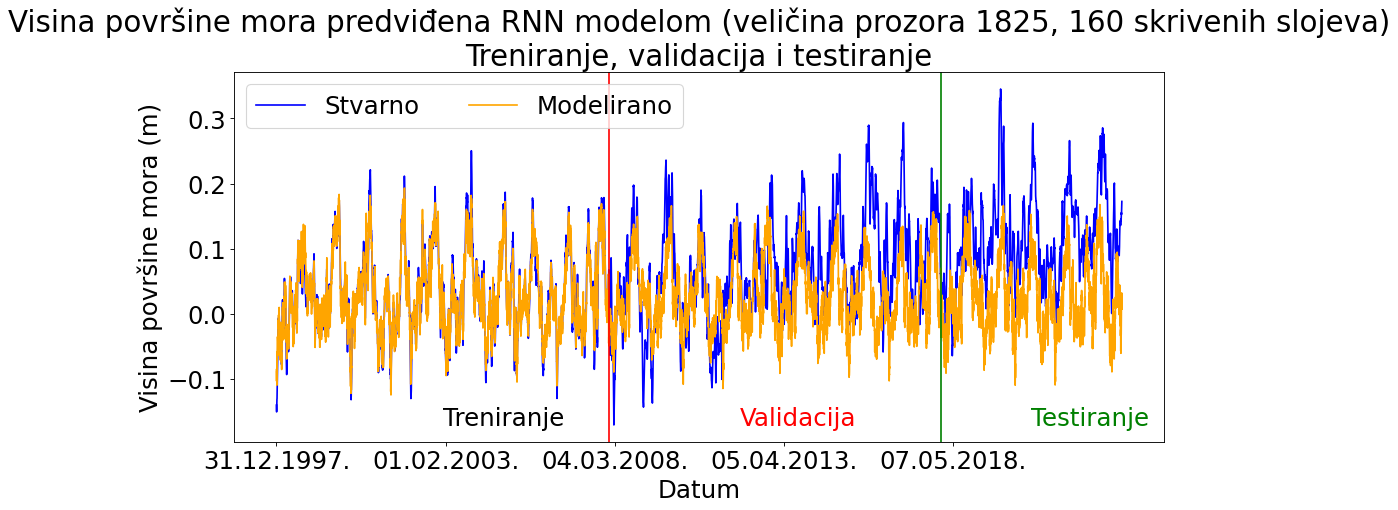 Visina površine mora predviđena RNN modelom (veličina prozora 1825, 160 skrivenih slojeva)
Treniranje, validacija i testiranje
Stvarno
Modelirano
Visina površine mora (m)
0.3
0.2
0.1
0.0
−0.1
Treniranje
Validacija
Testiranje
31.12.1997.
01.02.2003.
04.03.2008.
05.04.2013.
07.05.2018.
Datum